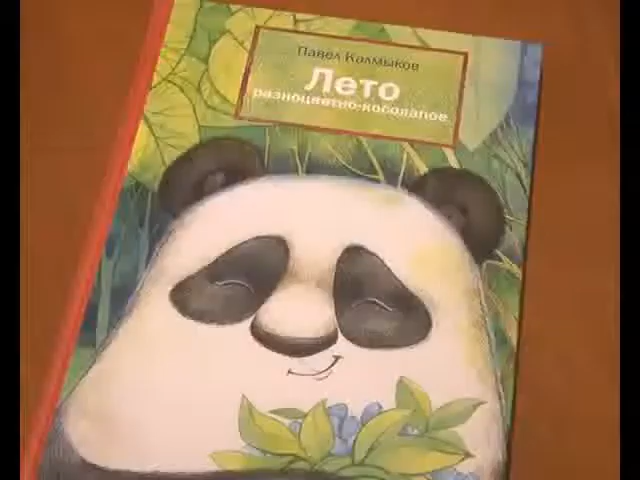 Павел Калмыков
Лето
разноцветно-косолапое